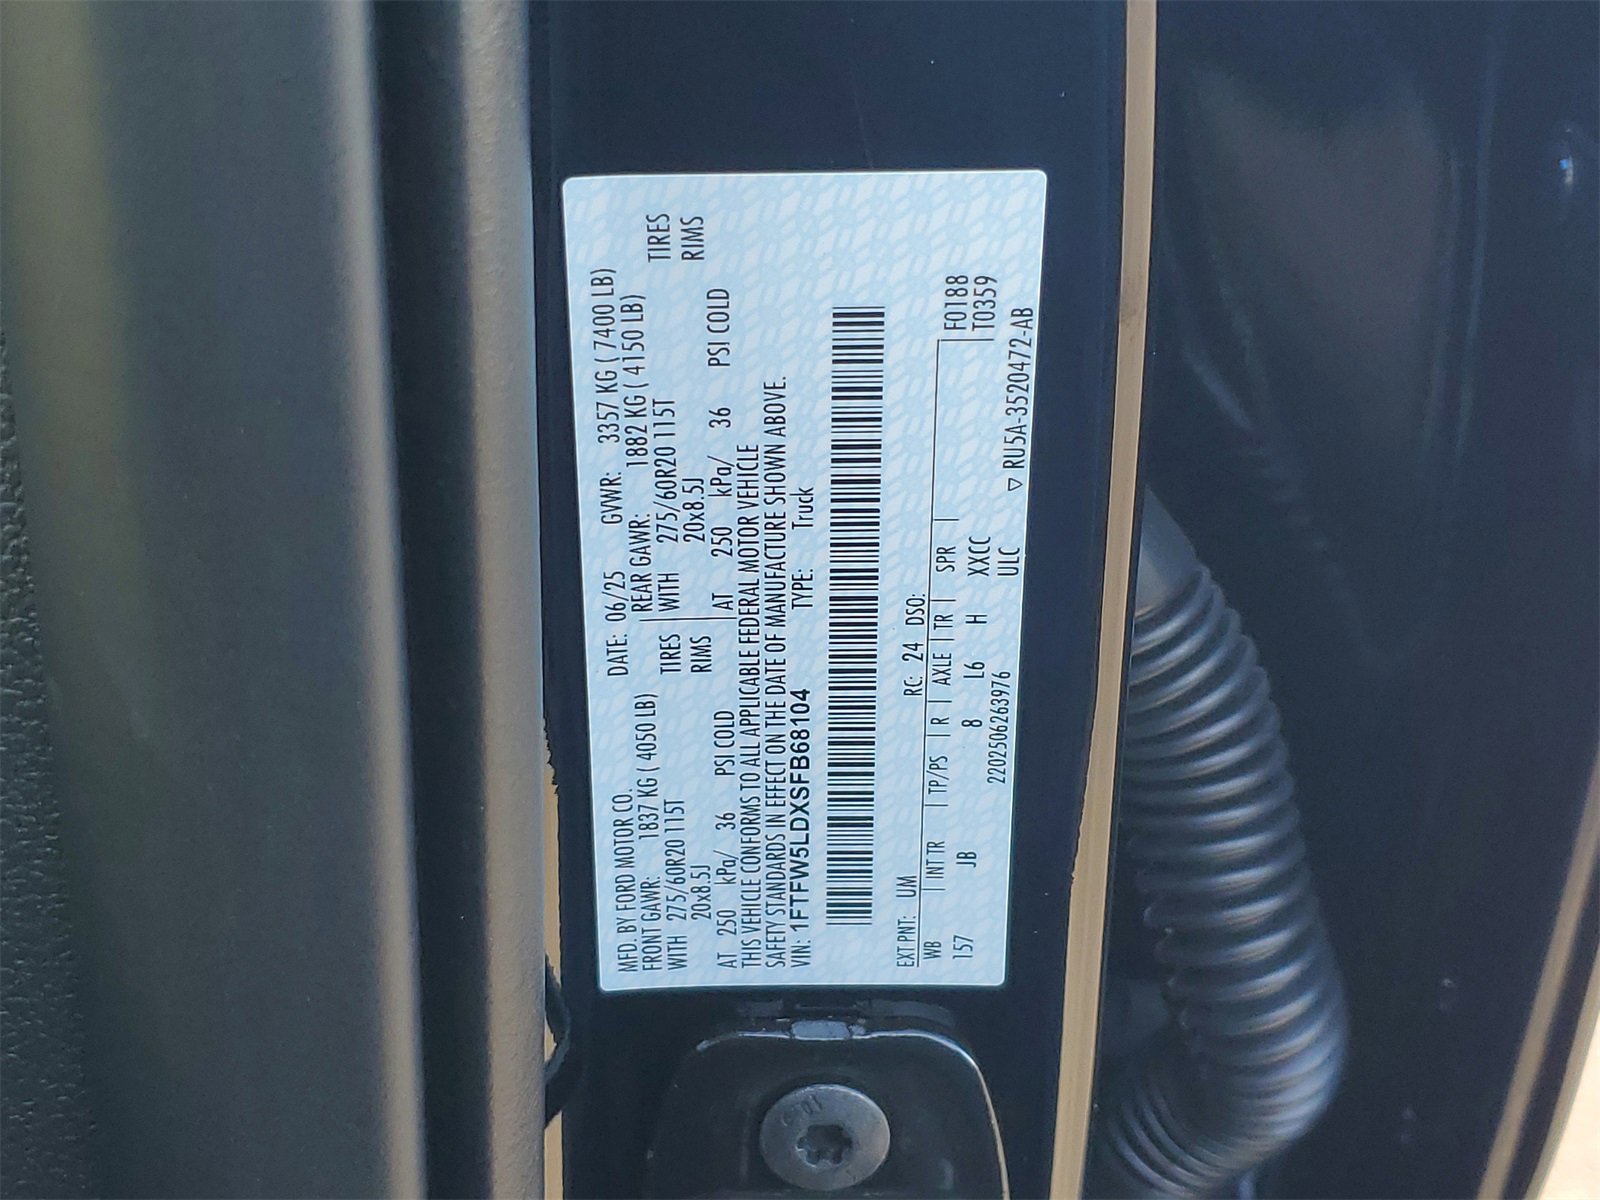 MFD. BY FORD MOTOR CO. DATE: 06/25 GVWR: 3357 KG ( 7400 LB)
FRONT GAWR: 1837 KG ( 4050 LB) REAR GAWR: 1882 KG ( 4150 LB)
WITH 275/60R20 115T TIRES WITH 275/60R20 115T TIRES
20x8.5J RIMS 20x8.5J RIMS
AT 250 kPa/ 36 PSI COLD AT 250 kPa/ 36 PSI COLD
THIS VEHICLE CONFORMS TO ALL APPLICABLE FEDERAL MOTOR VEHICLE
SAFETY STANDARDS IN EFFECT ON THE DATE OF MANUFACTURE SHOWN ABOVE.
VIN: 1FTFW5LDXSFB68104 TYPE: Truck
EXT PNT: UM RC: 24 DSO:
WB | INT TR | TP/PS | R | AXLE | TR | SPR | F0188
157 JB 8 L6 H XXCC T0359
2202506263976 ULC ▽ RU5A-3520472-AB